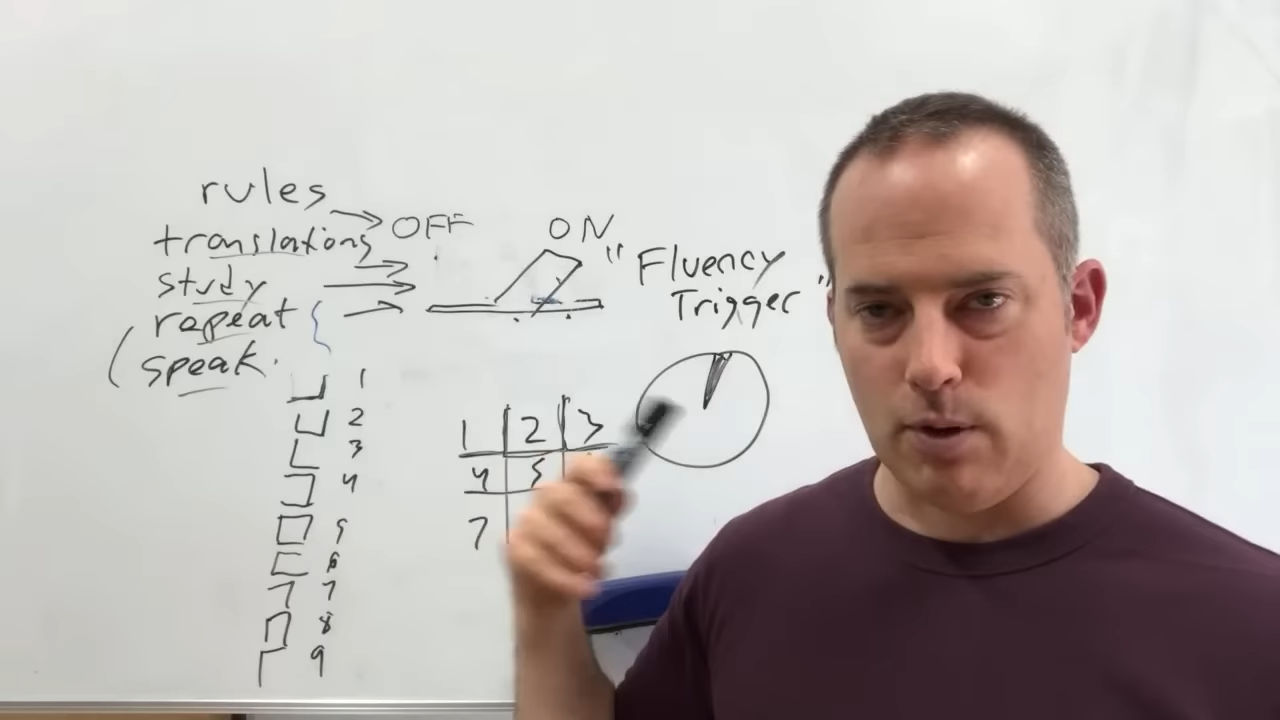 rules
translations
study
repeat
(speak.
OFF
ON
"Fluency
Trigger"
1
2
3
4
5
6
7
8
9
1 2 3
4 5
7